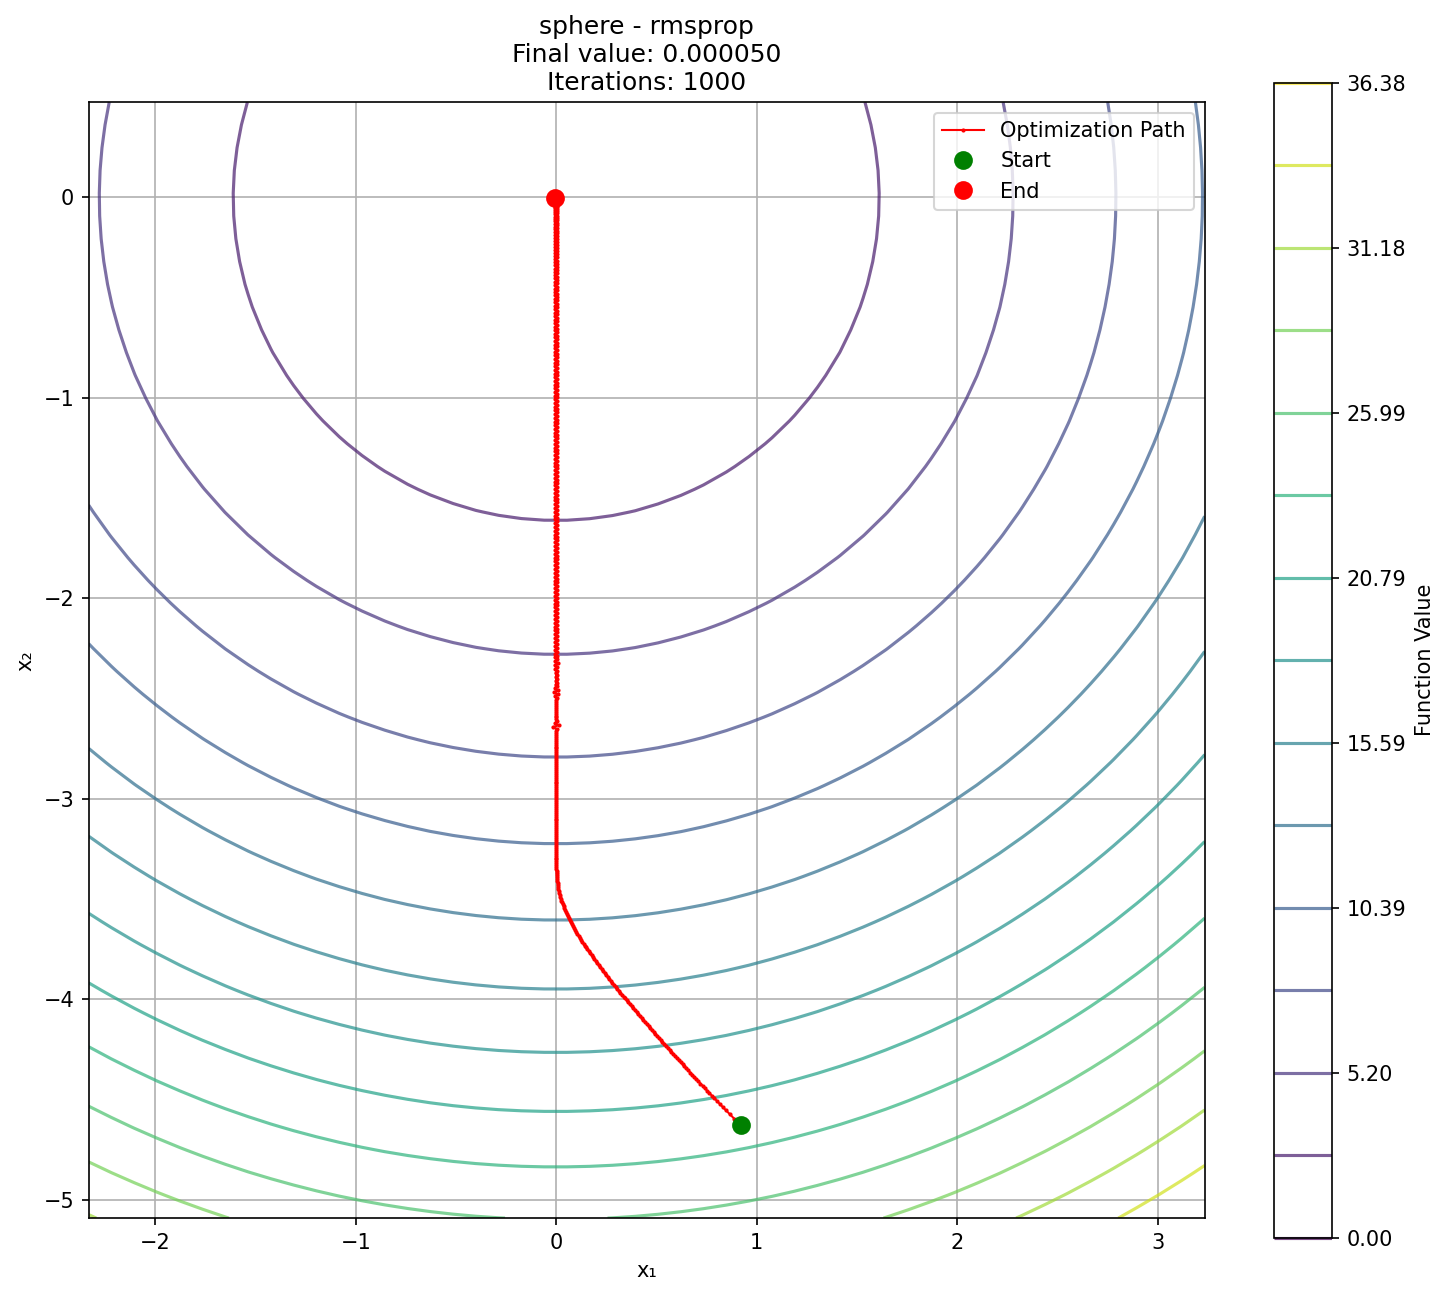 sphere - rmsprop
Final value: 0.000050
Iterations: 1000
Optimization Path
Start
End
0
−1
−2
−3
−4
−5
x₂
−2
−1
0
1
2
3
x₁
36.38
31.18
25.99
20.79
15.59
10.39
5.20
0.00
Function Value